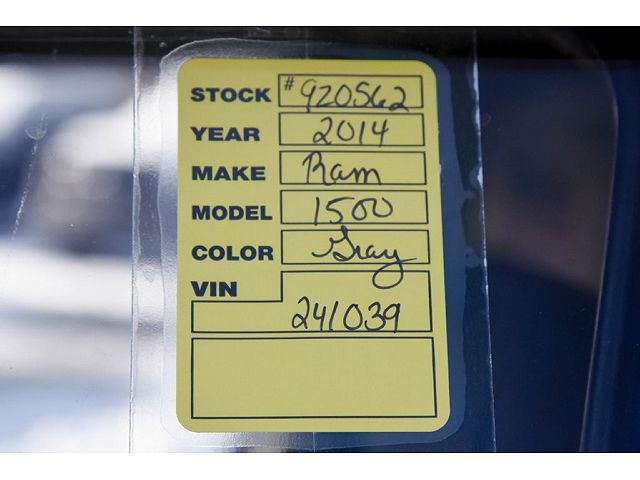 STOCK #920562
YEAR 2014
MAKE Ram
MODEL 1500
COLOR Gray
VIN
241039